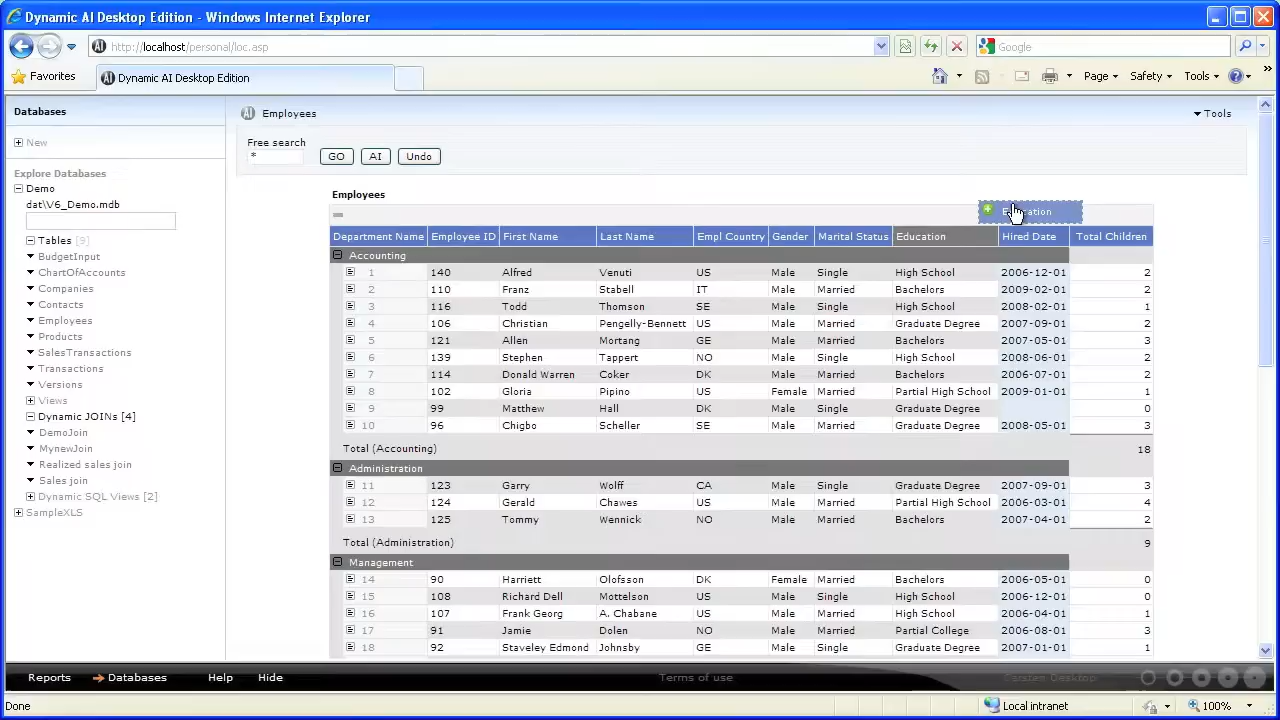 Dynamic AI Desktop Edition - Windows Internet Explorer
http://localhost/personal/loc.asp
Google
Favorites
Dynamic AI Desktop Edition
Page
Safety
Tools
Databases
New
Explore Databases
Demo
dat\V6_Demo.mdb
Tables [9]
BudgetInput
ChartOfAccounts
Companies
Contacts
Employees
Products
SalesTransactions
Transactions
Versions
Views
Dynamic JOINs [4]
DemoJoin
MynewJoin
Realized sales join
Sales join
Dynamic SQL Views [2]
SampleXLS
AI Employees
Tools
Free search
*
GO AI Undo
Employees
Education
Department Name Employee ID First Name Last Name Empl Country Gender Marital Status Education Hired Date Total Children
Accounting
1 140 Alfred Venuti US Male Single High School 2006-12-01 2
2 110 Franz Stabell IT Male Married Bachelors 2009-02-01 2
3 116 Todd Thomson SE Male Single High School 2008-02-01 1
4 106 Christian Pengelly-Bennett US Male Married Graduate Degree 2007-09-01 2
5 121 Allen Mortang GE Male Married Bachelors 2007-05-01 3
6 139 Stephen Tappert NO Male Single High School 2008-06-01 2
7 114 Donald Warren Coker DK Male Married Bachelors 2006-07-01 2
8 102 Gloria Pipino US Female Married Partial High School 2009-01-01 1
9 99 Matthew Hall DK Male Single Graduate Degree 0
10 96 Chigbo Scheller SE Male Married Graduate Degree 2008-05-01 3
Total (Accounting) 18
Administration
11 123 Garry Wolff CA Male Single Graduate Degree 2007-09-01 3
12 124 Gerald Chawes US Male Married Partial High School 2006-03-01 4
13 125 Tommy Wennick NO Male Married Bachelors 2007-04-01 2
Total (Administration) 9
Management
14 90 Harriett Olofsson DK Female Married Bachelors 2006-05-01 0
15 108 Richard Dell Mottelson US Male Single High School 2006-12-01 0
16 107 Frank Georg A. Chabane US Male Married High School 2006-04-01 1
17 91 Jamie Dolen NO Male Married Partial College 2006-08-01 3
18 92 Staveley Edmond Johnsby GE Male Married Graduate Degree 2007-01-01 1
Reports Databases Help Hide Terms of use Carsten Desktop
Done Local intranet 100%